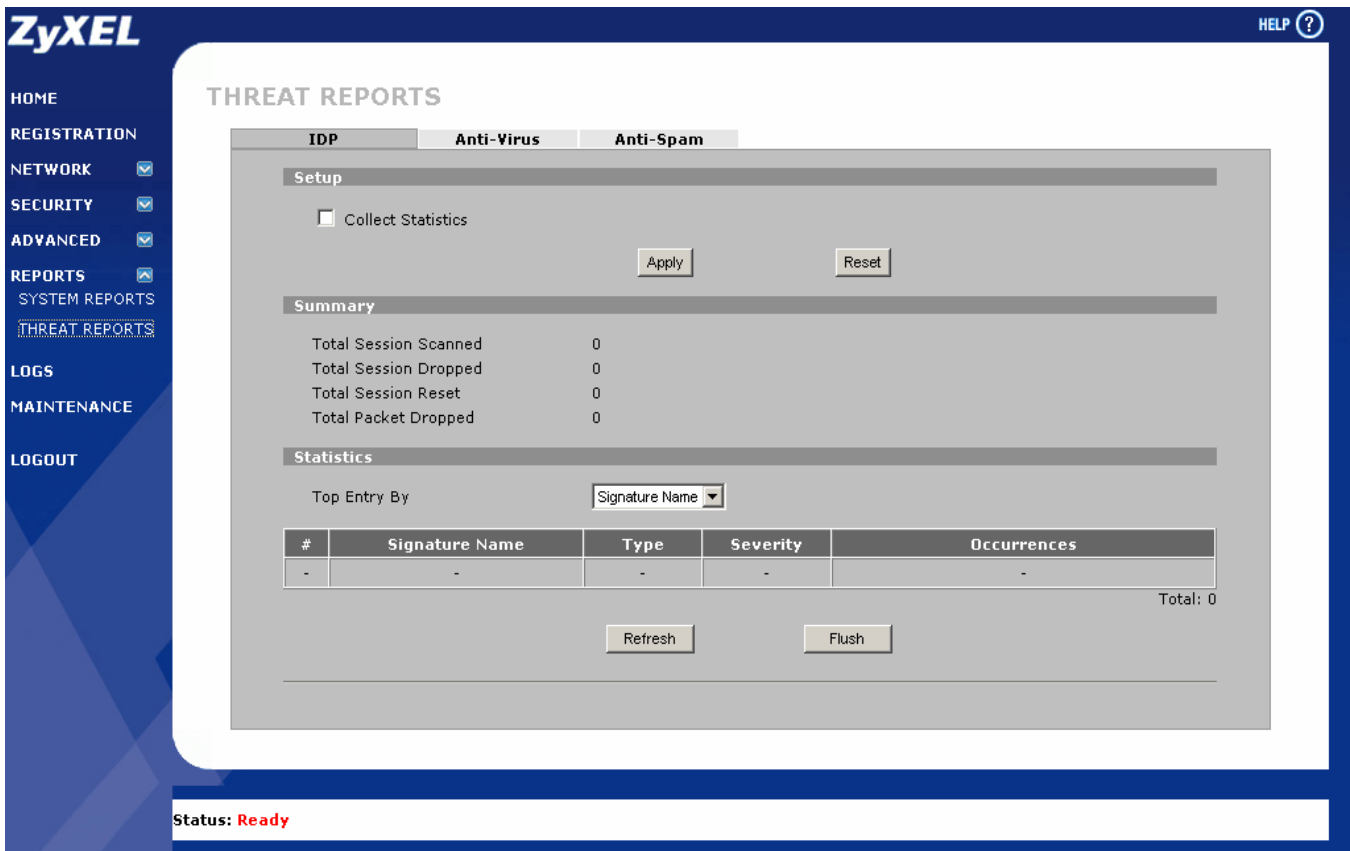 ZyXEL
HELP ?
HOME
REGISTRATION
NETWORK
SECURITY
ADVANCED
REPORTS
SYSTEM REPORTS
THREAT REPORTS
LOGS
MAINTENANCE
LOGOUT
THREAT REPORTS
IDP Anti-Virus Anti-Spam
Setup
Collect Statistics
Apply Reset
Summary
Total Session Scanned 0
Total Session Dropped 0
Total Session Reset 0
Total Packet Dropped 0
Statistics
Top Entry By Signature Name
# Signature Name Type Severity Occurrences
- - - - -
Total: 0
Refresh Flush
Status: Ready